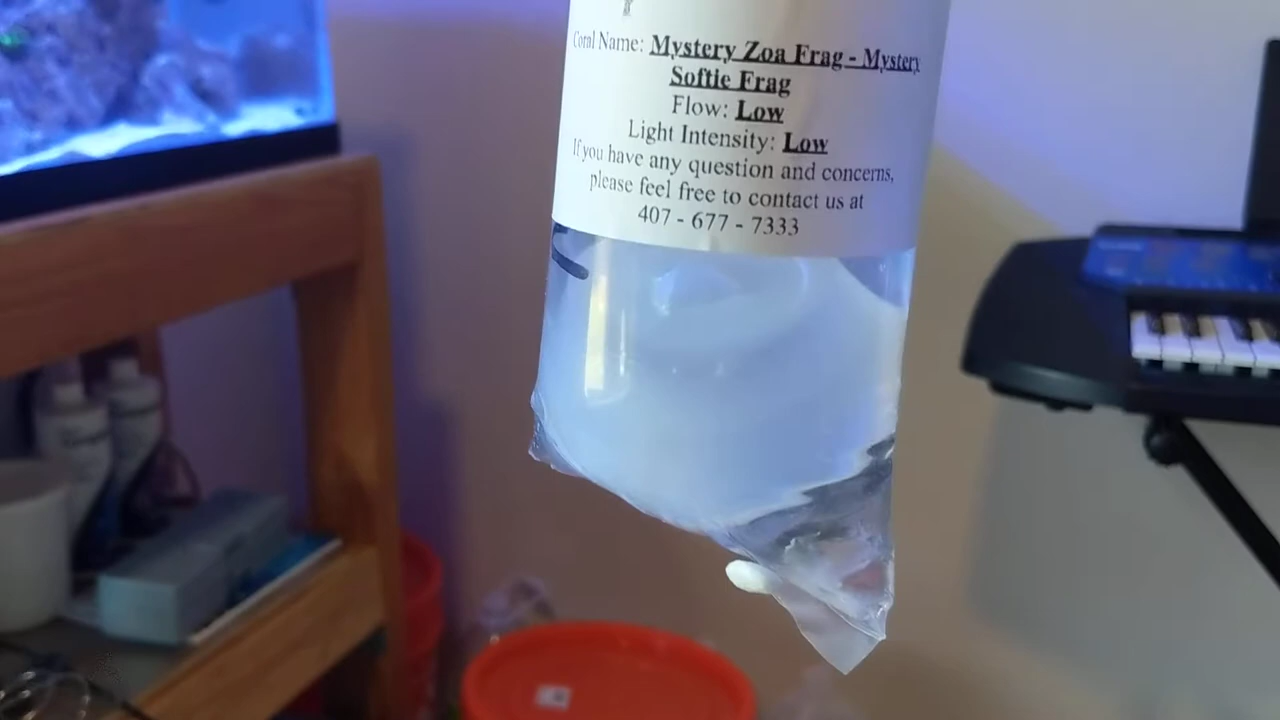 Coral Name: Mystery Zoa Frag - Mystery
Softie Frag
Flow: Low
Light Intensity: Low
If you have any question and concerns,
please feel free to contact us at
407 - 677 - 7333